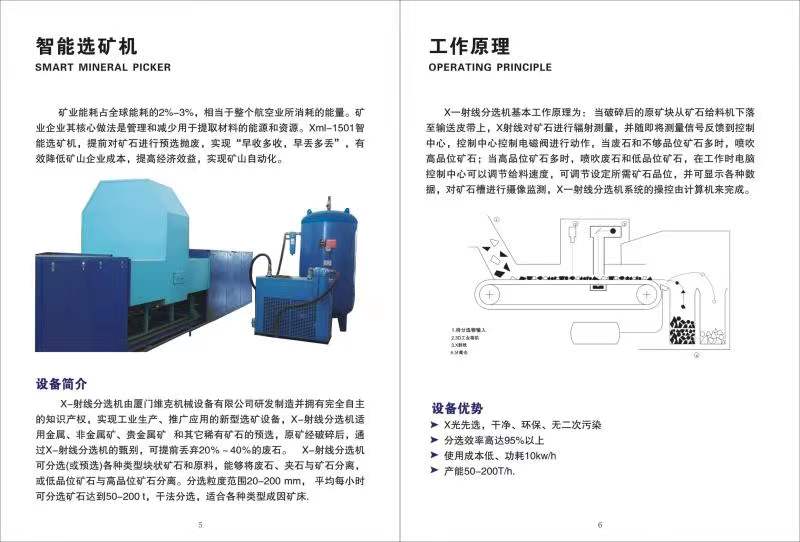 智能选矿机
SMART MINERAL PICKER
矿业能耗占全球能耗的2%-3%，相当于整个航空业所消耗的能量。矿
业企业其核心做法是管理和减少用于提取材料的能源和资源。Xml-1501智
能选矿机，提前对矿石进行预选抛废，实现“早收多收，早丢多丢”，有
效降低矿山企业成本，提高经济效益，实现矿山自动化。
设备简介
X-射线分选机由厦门维克机械设备有限公司研发制造并拥有完全自主
的知识产权，实现工业生产、推广应用的新型选矿设备，X-射线分选机适
用金属、非金属矿、贵金属矿 和其它稀有矿石的预选，原矿经破碎后，通
过X-射线分选机的甄别，可提前丢弃20%～40%的废石。 X-射线分选机
可分选(或预选)各种类型块状矿石和原料，能够将废石、夹石与矿石分离，
或低品位矿石与高品位矿石分离。分选粒度范围20-200 mm， 平均每小时
可分选矿石达到50-200 t，干法分选，适合各种类型成因矿床.
5
工作原理
OPERATING PRINCIPLE
X一射线分选机基本工作原理为： 当破碎后的原矿块从矿石给料机下落
至输送皮带上，X射线对矿石进行辐射测量，并随即将测量信号反馈到控制
中心，控制中心控制电磁阀进行动作，当废石和不够品位矿石多时，喷吹
高品位矿石；当高品位矿石多时，喷吹废石和低品位矿石，在工作时电脑
控制中心可以调节给料速度，可调节设定所需矿石品位，并可显示各种数
据，对矿石槽进行摄像监测，X一射线分选机系统的操控由计算机来完成。
1.待分选物输入
2.3D工业相机
3.X射线
4.分离仓
设备优势
X光先选，干净、环保、无二次污染
分选效率高达95%以上
使用成本低、功耗10kw/h
产能50-200T/h.
6